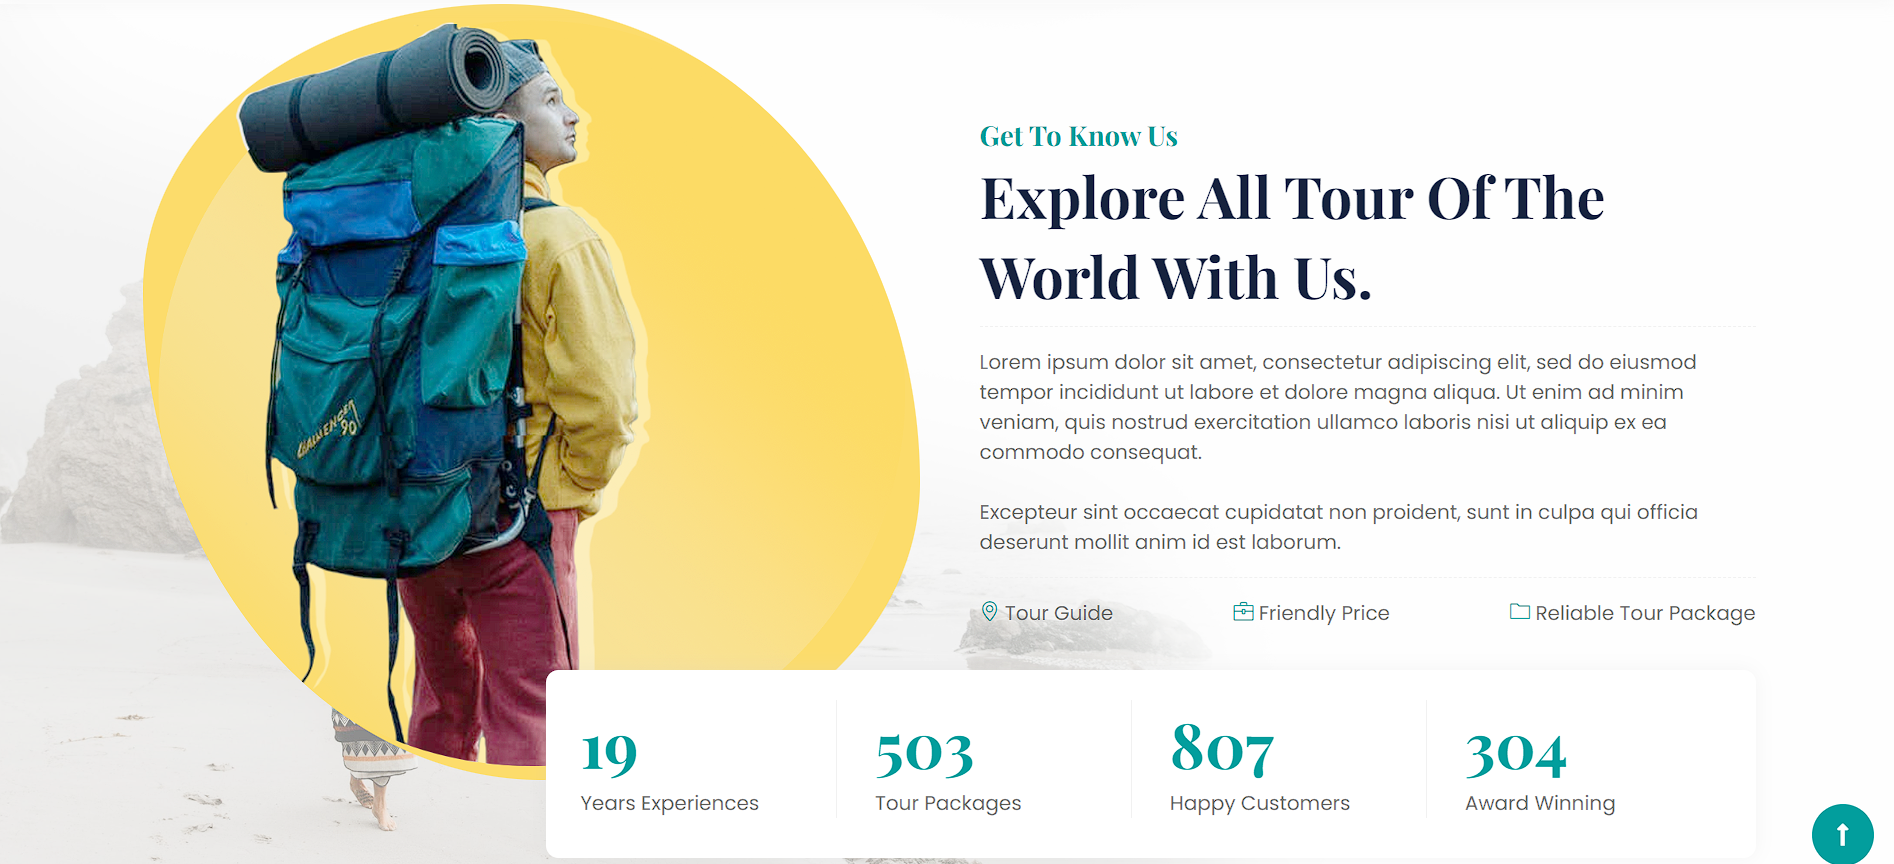 Get To Know Us
Explore All Tour Of The
World With Us.
Lorem ipsum dolor sit amet, consectetur adipiscing elit, sed do eiusmod
tempor incididunt ut labore et dolore magna aliqua. Ut enim ad minim
veniam, quis nostrud exercitation ullamco laboris nisi ut aliquip ex ea
commodo consequat.
Excepteur sint occaecat cupidatat non proident, sunt in culpa qui officia
deserunt mollit anim id est laborum.
Tour Guide
Friendly Price
Reliable Tour Package
CHALLENGER
90
19
Years Experiences
503
Tour Packages
807
Happy Customers
304
Award Winning